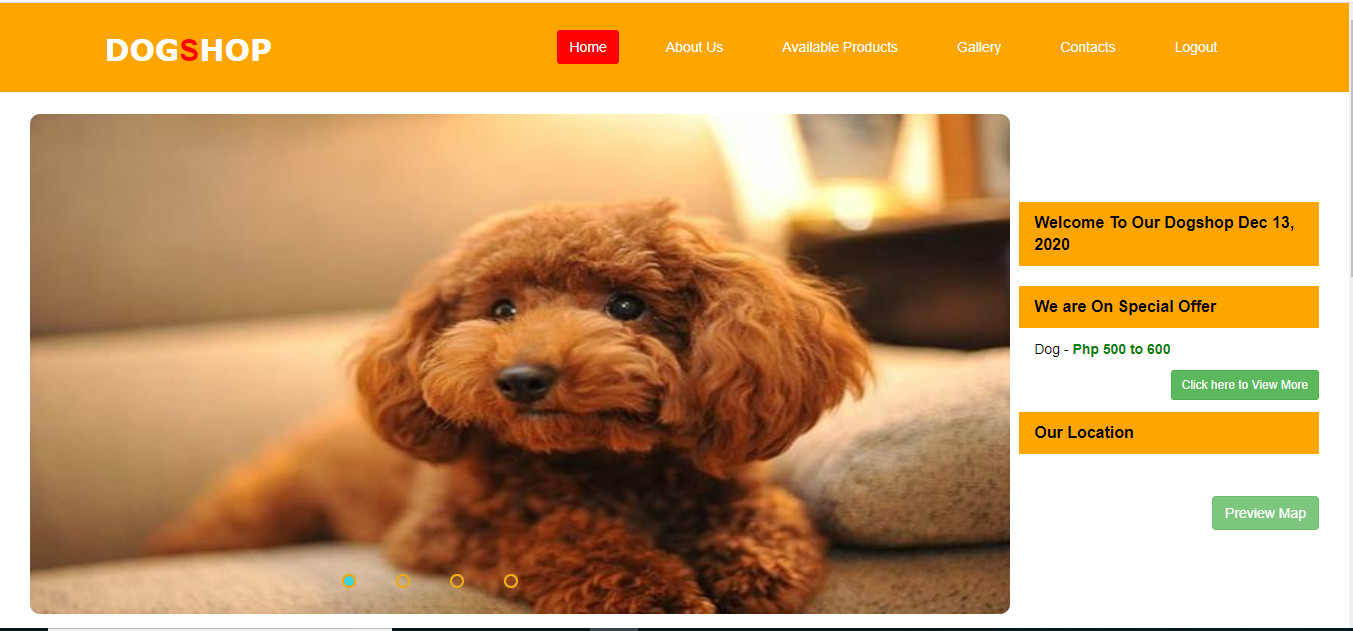 DOGSHOP
Home
About Us
Available Products
Gallery
Contacts
Logout
Welcome To Our Dogshop Dec 13,
2020
We are On Special Offer
Dog - Php 500 to 600
Click here to View More
Our Location
Preview Map